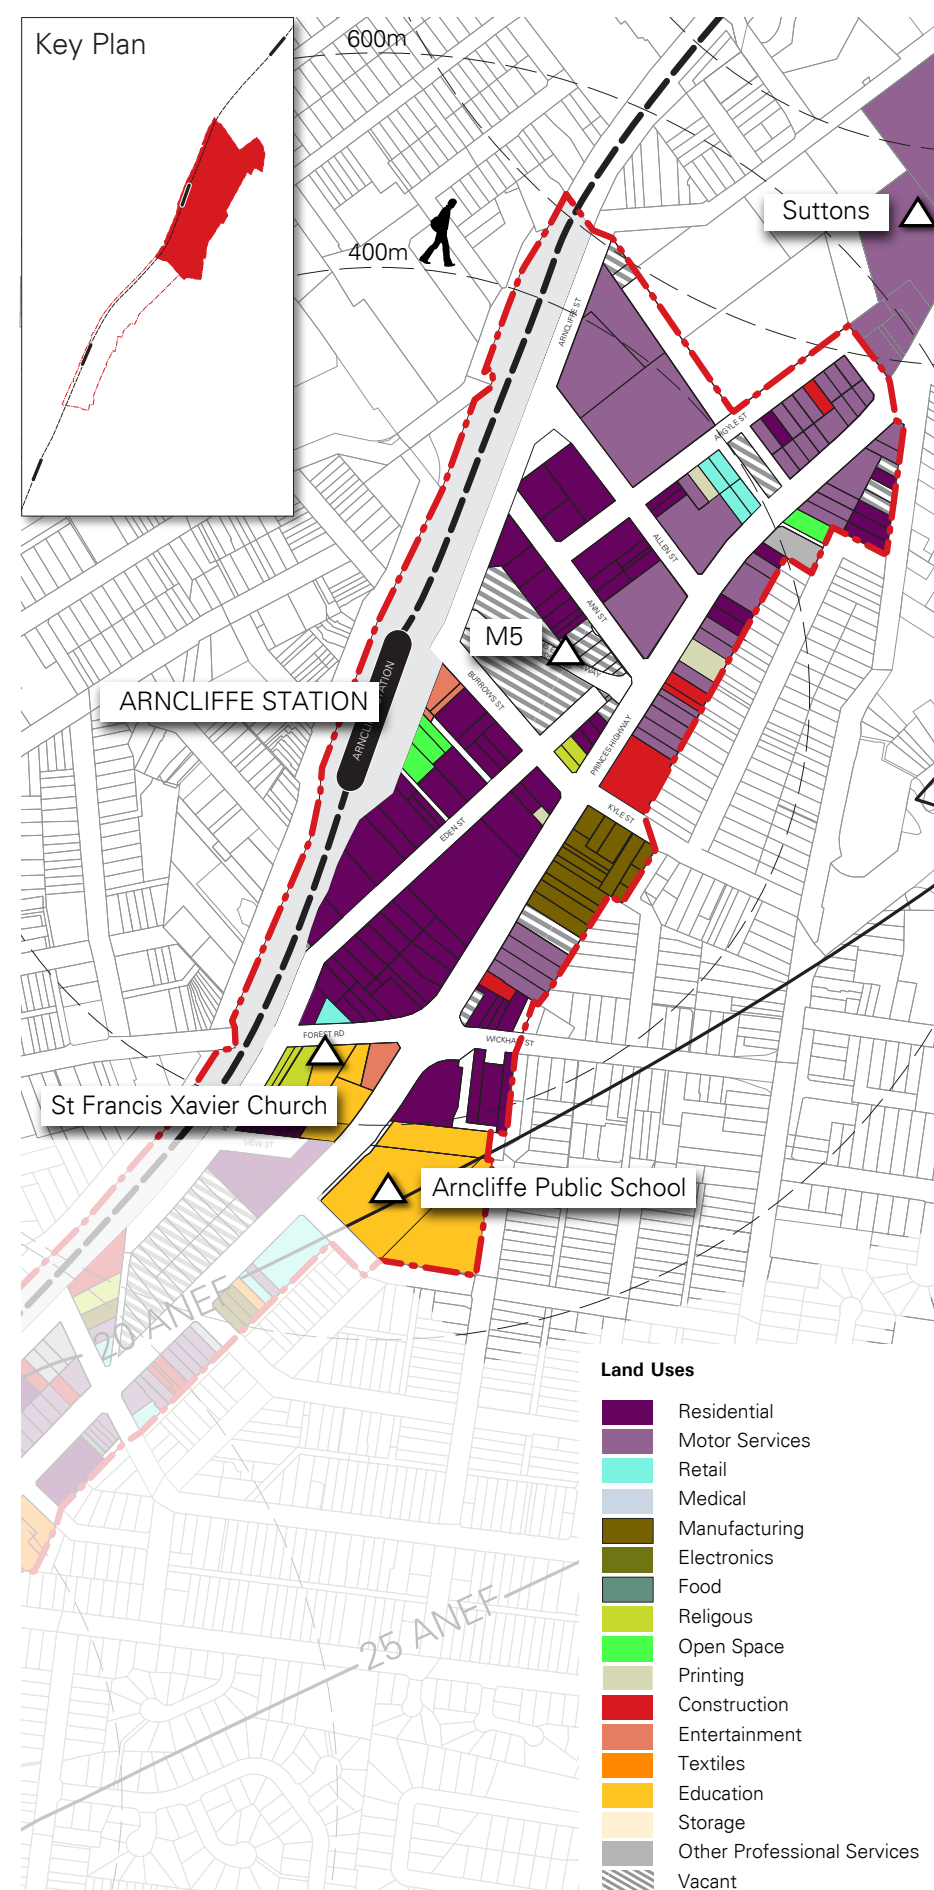 Key Plan
600m
400m
Suttons
ARNCLIFFE ST
ARGYLE ST
ALLEN ST
ANN ST
M5
WAY
BURROWS ST
ARNCLIFFE STATION
STATION
PRINCES HIGHWAY
KYLE ST
EDEN ST
FOREST RD
WICKHAM ST
St Francis Xavier Church
VIEW ST
Arncliffe Public School
20 ANEF
25 ANEF
Land Uses
Residential
Motor Services
Retail
Medical
Manufacturing
Electronics
Food
Religous
Open Space
Printing
Construction
Entertainment
Textiles
Education
Storage
Other Professional Services
Vacant